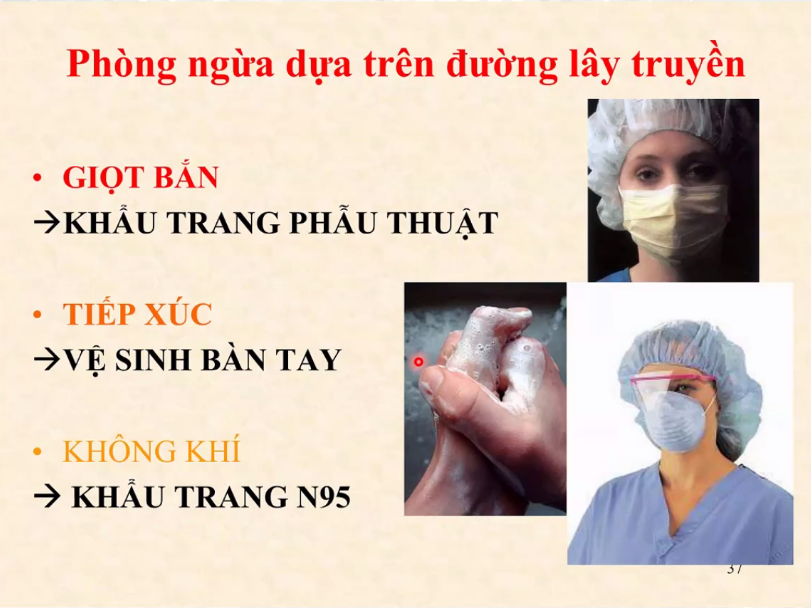 Phòng ngừa dựa trên đường lây truyền
• GIỌT BẮN
→KHẨU TRANG PHẪU THUẬT
• TIẾP XÚC
→VỆ SINH BÀN TAY
• KHÔNG KHÍ
→ KHẨU TRANG N95
37